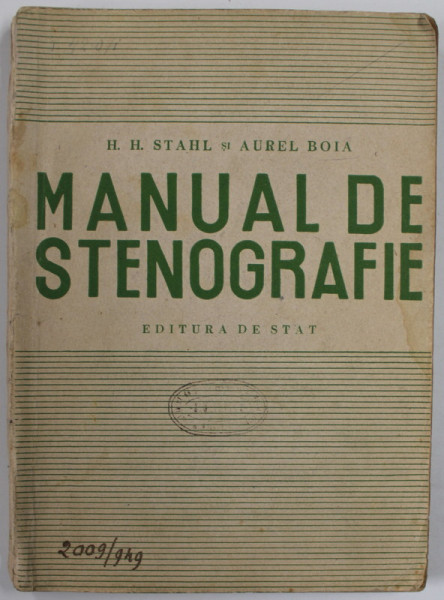 H. H. STAHL și AUREL BOIA
MANUAL DE
STENOGRAFIE
EDITURA DE STAT
2009/949